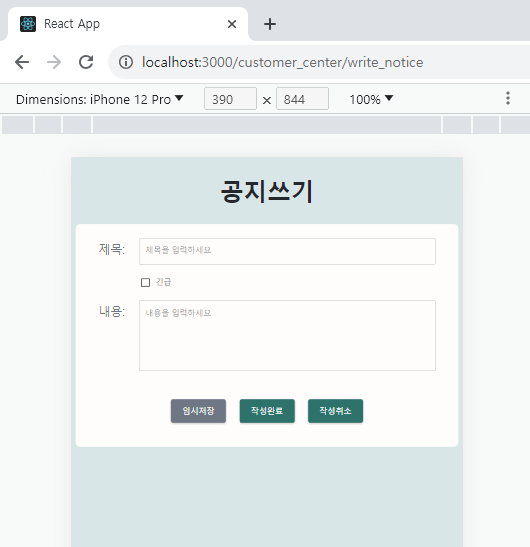 React App
localhost:3000/customer_center/write_notice
Dimensions: iPhone 12 Pro 390 × 844 100%
공지쓰기
제목: 제목을 입력하세요
긴급
내용: 내용을 입력하세요
임시저장 작성완료 작성취소